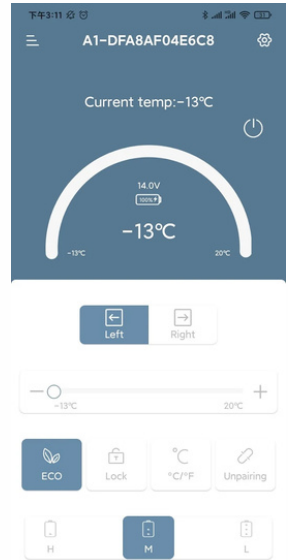 下午3:11
A1-DFA8AF04E6C8
Current temp:-13℃
14.0V
100%
-13℃
-13℃ 20℃
Left Right
-13℃ 20℃
ECO Lock °C/°F Unpairing
H M L